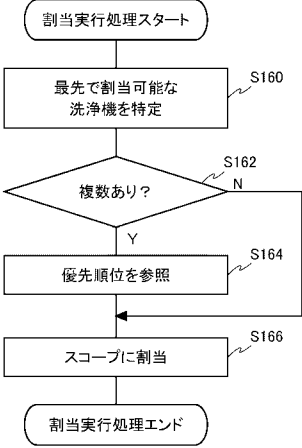 割当実行処理スタート
最先で割当可能な
洗浄機を特定
S160
複数あり？
S162
N
Y
優先順位を参照
S164
スコープに割当
S166
割当実行処理エンド